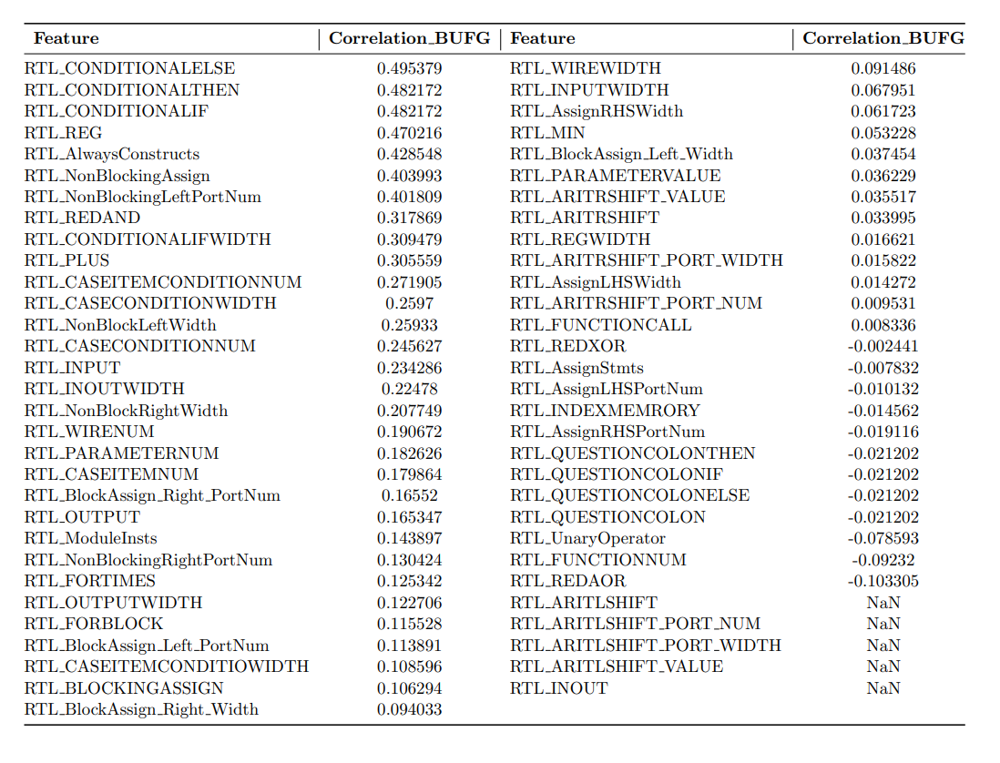 Feature | Correlation_BUFG | Feature | Correlation_BUFG
RTL_CONDITIONALELSE 0.495379 RTL_WIREWIDTH 0.091486
RTL_CONDITIONALTHEN 0.482172 RTL_INPUTWIDTH 0.067951
RTL_CONDITIONALIF 0.482172 RTL_AssignRHSWidth 0.061723
RTL_REG 0.470216 RTL_MIN 0.053228
RTL_AlwaysConstructs 0.428548 RTL_BlockAssign_Left_Width 0.037454
RTL_NonBlockingAssign 0.403993 RTL_PARAMETERVALUE 0.036229
RTL_NonBlockingLeftPortNum 0.401809 RTL_ARITRSHIFT_VALUE 0.035517
RTL_REDAND 0.317869 RTL_ARITRSHIFT 0.033995
RTL_CONDITIONALIFWIDTH 0.309479 RTL_REGWIDTH 0.016621
RTL_PLUS 0.305559 RTL_ARITRSHIFT_PORT_WIDTH 0.015822
RTL_CASEITEMCONDITIONNUM 0.271905 RTL_AssignLHSWidth 0.014272
RTL_CASECONDITIONWIDTH 0.2597 RTL_ARITRSHIFT_PORT_NUM 0.009531
RTL_NonBlockLeftWidth 0.25933 RTL_FUNCTIONCALL 0.008336
RTL_CASECONDITIONNUM 0.245627 RTL_REDXOR -0.002441
RTL_INPUT 0.234286 RTL_AssignStmts -0.007832
RTL_INOUTWIDTH 0.22478 RTL_AssignLHSPortNum -0.010132
RTL_NonBlockRightWidth 0.207749 RTL_INDEXMEMRORY -0.014562
RTL_WIRENUM 0.190672 RTL_AssignRHSPortNum -0.019116
RTL_PARAMETERNUM 0.182626 RTL_QUESTIONCOLONTHEN -0.021202
RTL_CASEITEMNUM 0.179864 RTL_QUESTIONCOLONIF -0.021202
RTL_BlockAssign_Right_PortNum 0.16552 RTL_QUESTIONCOLONELSE -0.021202
RTL_OUTPUT 0.165347 RTL_QUESTIONCOLON -0.021202
RTL_ModuleInsts 0.143897 RTL_UnaryOperator -0.078593
RTL_NonBlockingRightPortNum 0.130424 RTL_FUNCTIONNUM -0.09232
RTL_FORTIMES 0.125342 RTL_REDAOR -0.103305
RTL_OUTPUTWIDTH 0.122706 RTL_ARITLSHIFT NaN
RTL_FORBLOCK 0.115528 RTL_ARITLSHIFT_PORT_NUM NaN
RTL_BlockAssign_Left_PortNum 0.113891 RTL_ARITLSHIFT_PORT_WIDTH NaN
RTL_CASEITEMCONDITIOWIDTH 0.108596 RTL_ARITLSHIFT_VALUE NaN
RTL_BLOCKINGASSIGN 0.106294 RTL_INOUT NaN
RTL_BlockAssign_Right_Width 0.094033